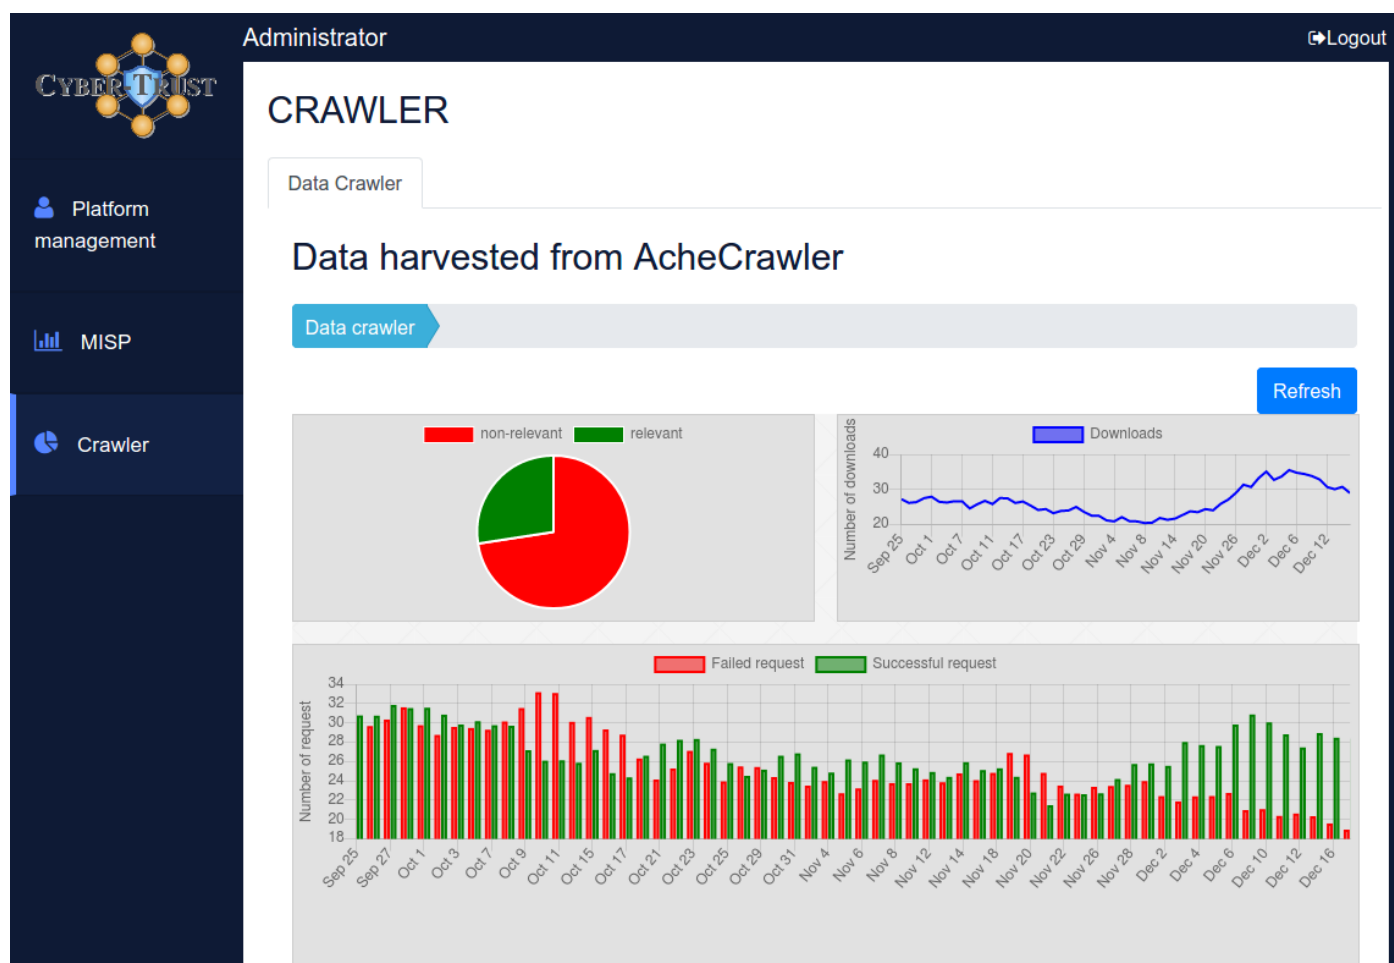 CYBER-TRUST
Administrator
Logout
Platform
management
MISP
Crawler
CRAWLER
Data Crawler
Data harvested from AcheCrawler
Data crawler
Refresh
non-relevant relevant
Downloads
Number of downloads
40
30
20
Sep 25 Oct 1 Oct 7 Oct 11 Oct 17 Oct 23 Oct 29 Nov 4 Nov 8 Nov 14 Nov 20 Nov 26 Dec 2 Dec 6 Dec 12
Failed request Successful request
Number of request
34
32
30
28
26
24
22
20
18
Sep 25 Sep 27 Oct 1 Oct 3 Oct 7 Oct 9 Oct 11 Oct 15 Oct 17 Oct 21 Oct 23 Oct 25 Oct 29 Oct 31 Nov 4 Nov 6 Nov 8 Nov 12 Nov 14 Nov 18 Nov 20 Nov 22 Nov 26 Nov 28 Dec 2 Dec 4 Dec 6 Dec 10 Dec 12 Dec 16